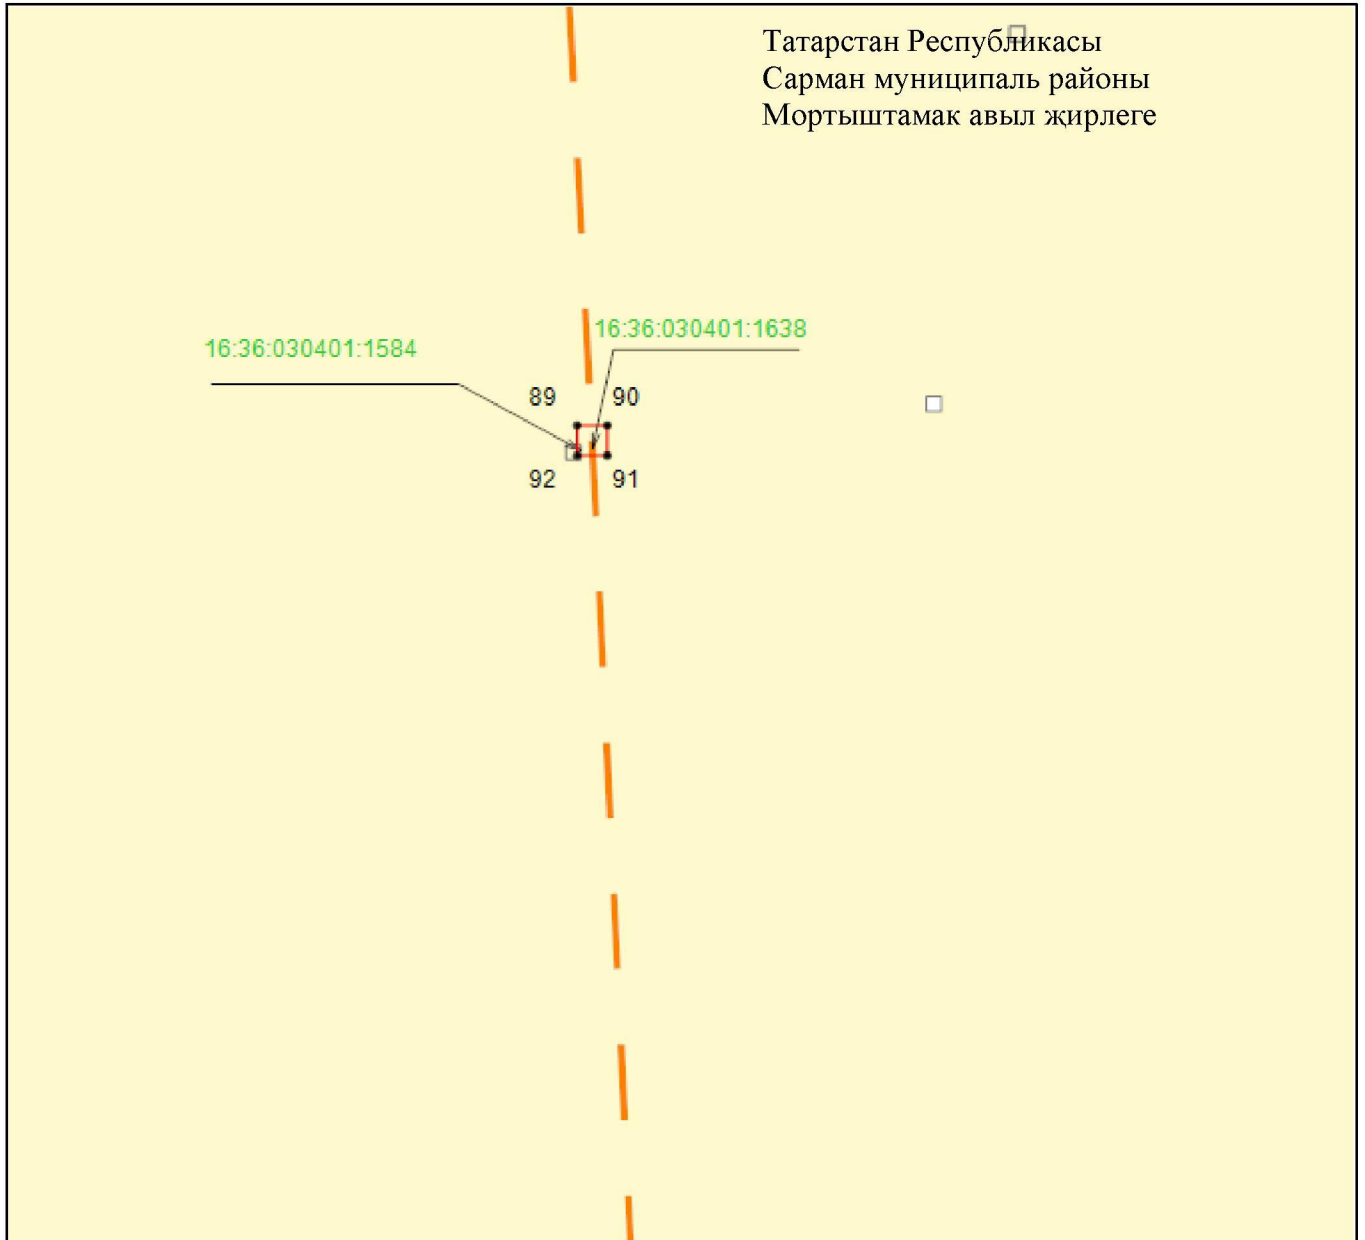 Татарстан Республикасы
Сарман муниципаль районы
Мортыштамак авыл җирлеге
16:36:030401:1638
16:36:030401:1584
89
90
92
91